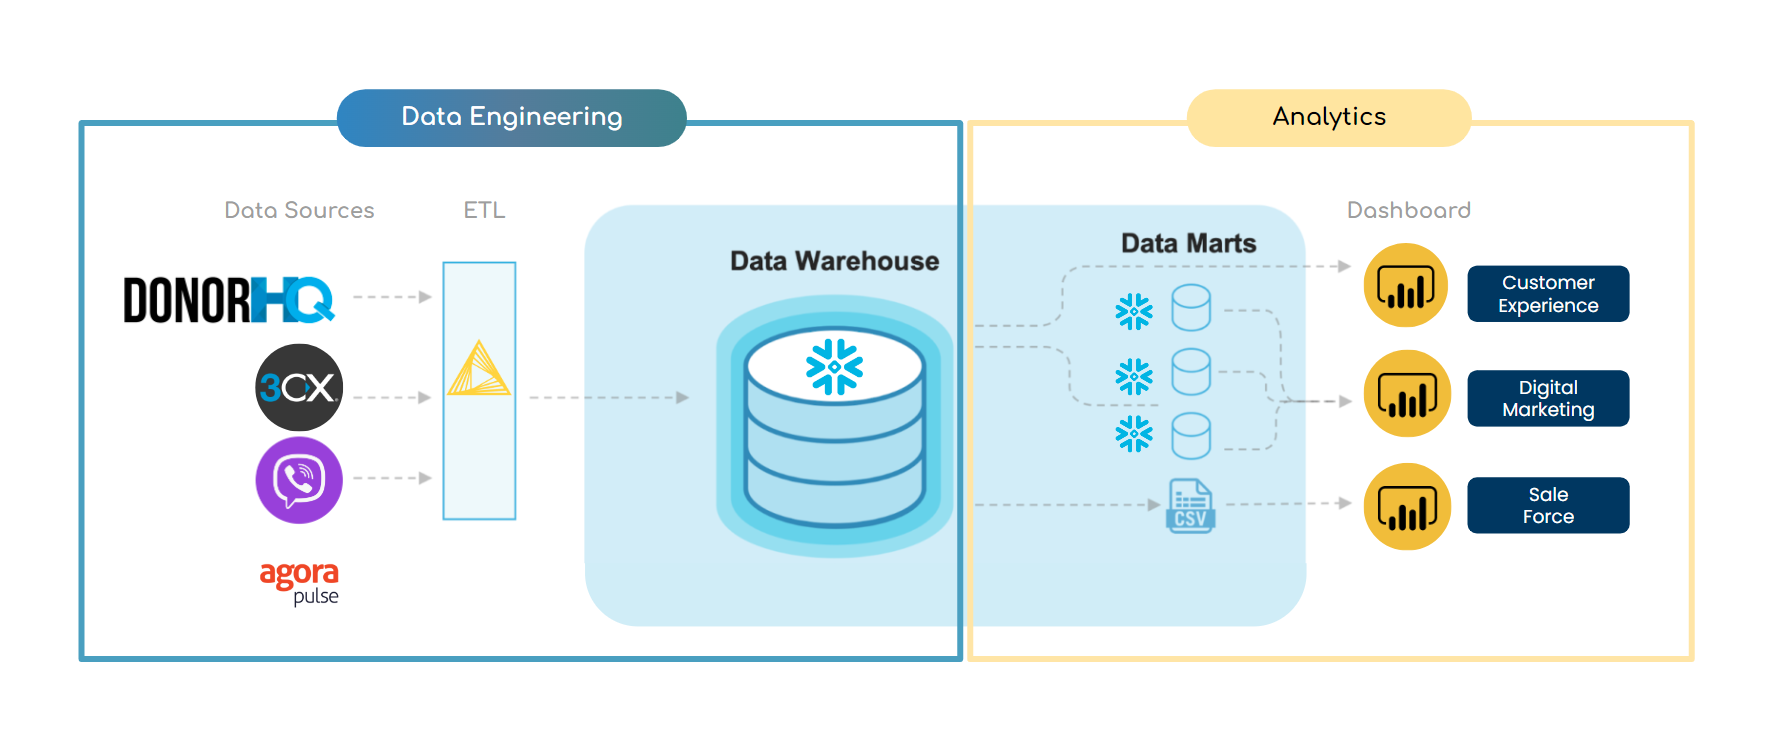 Data Engineering
Analytics
Data Sources
ETL
Dashboard
Data Warehouse
Data Marts
DONORHQ
3CX
agora
pulse
CSV
Customer
Experience
Digital
Marketing
Sale
Force